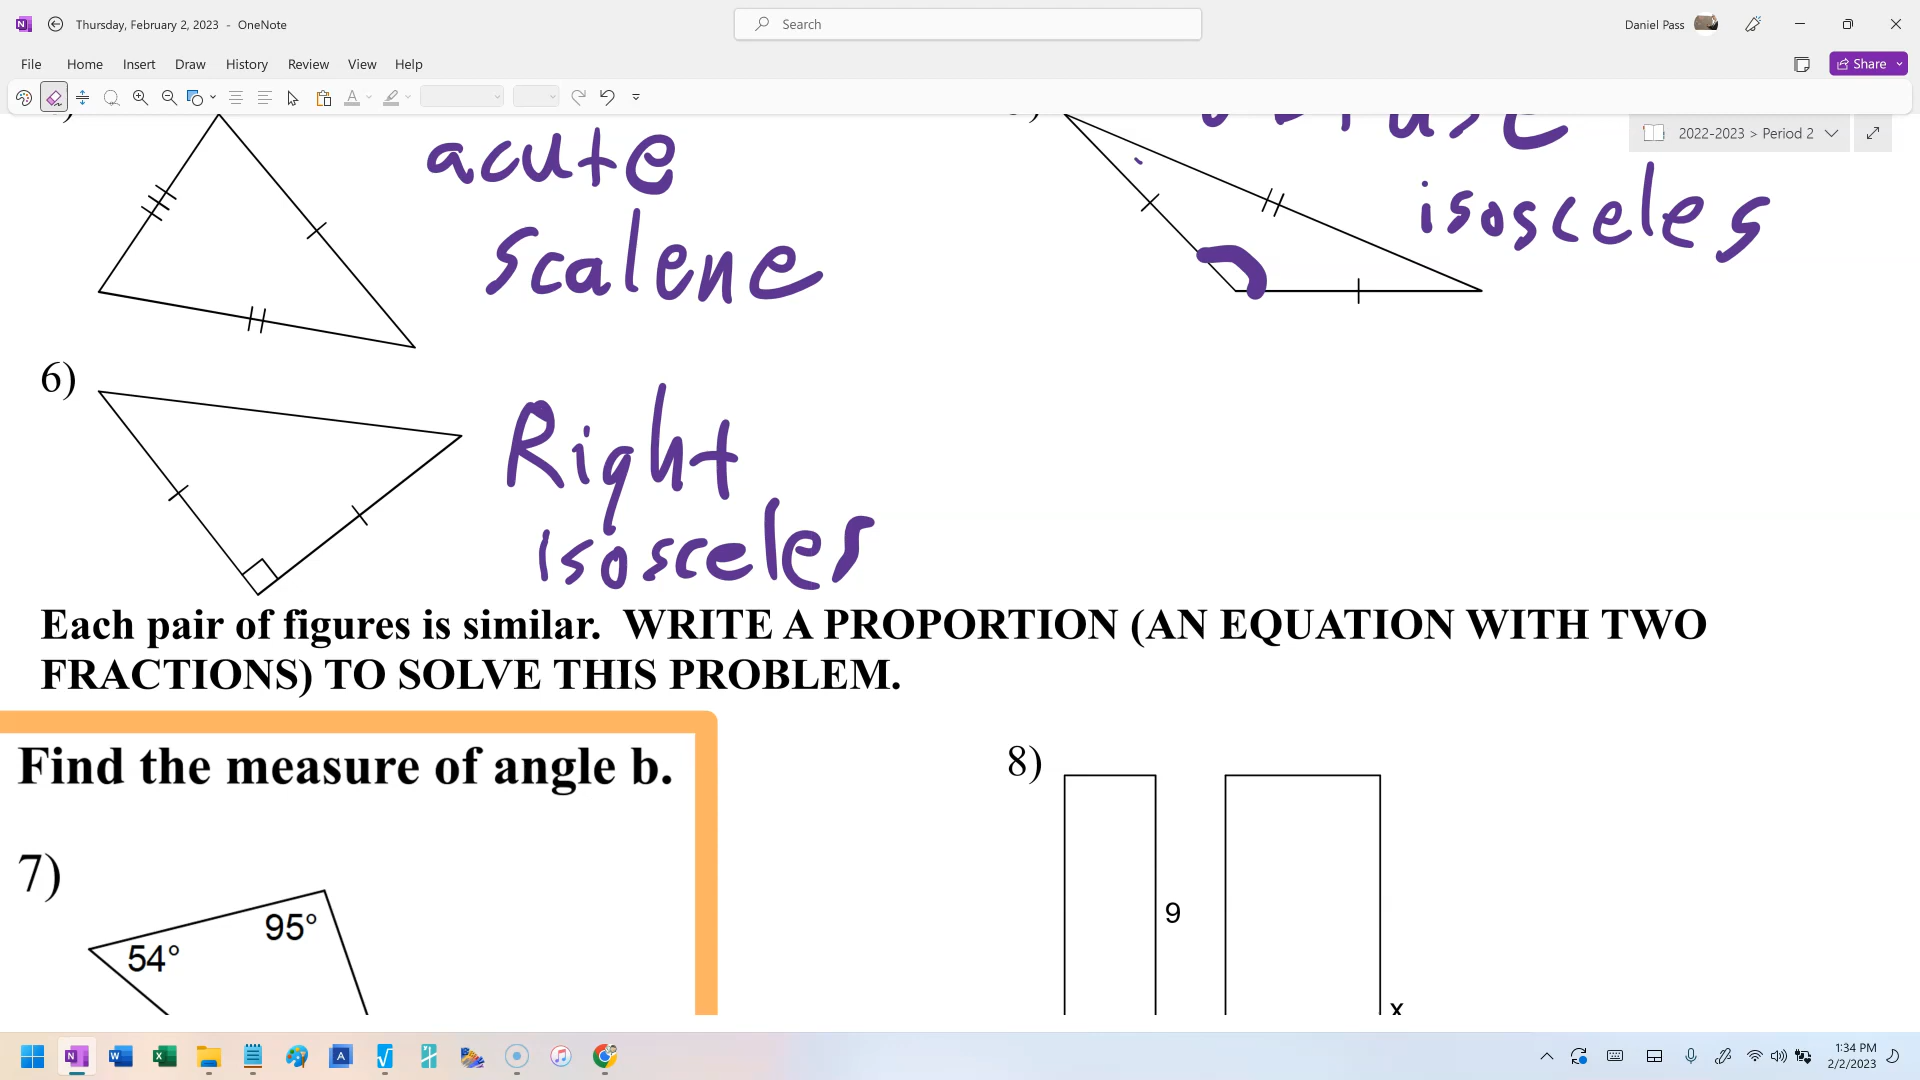 Thursday, February 2, 2023 - OneNote
Search
Daniel Pass
File Home Insert Draw History Review View Help
Share
2022-2023 > Period 2
acute
scalene
obtuse
isosceles
6)
Right
isosceles
Each pair of figures is similar. WRITE A PROPORTION (AN EQUATION WITH TWO
FRACTIONS) TO SOLVE THIS PROBLEM.
Find the measure of angle b.
7)
95°
54°
8)
9
x
1:34 PM
2/2/2023